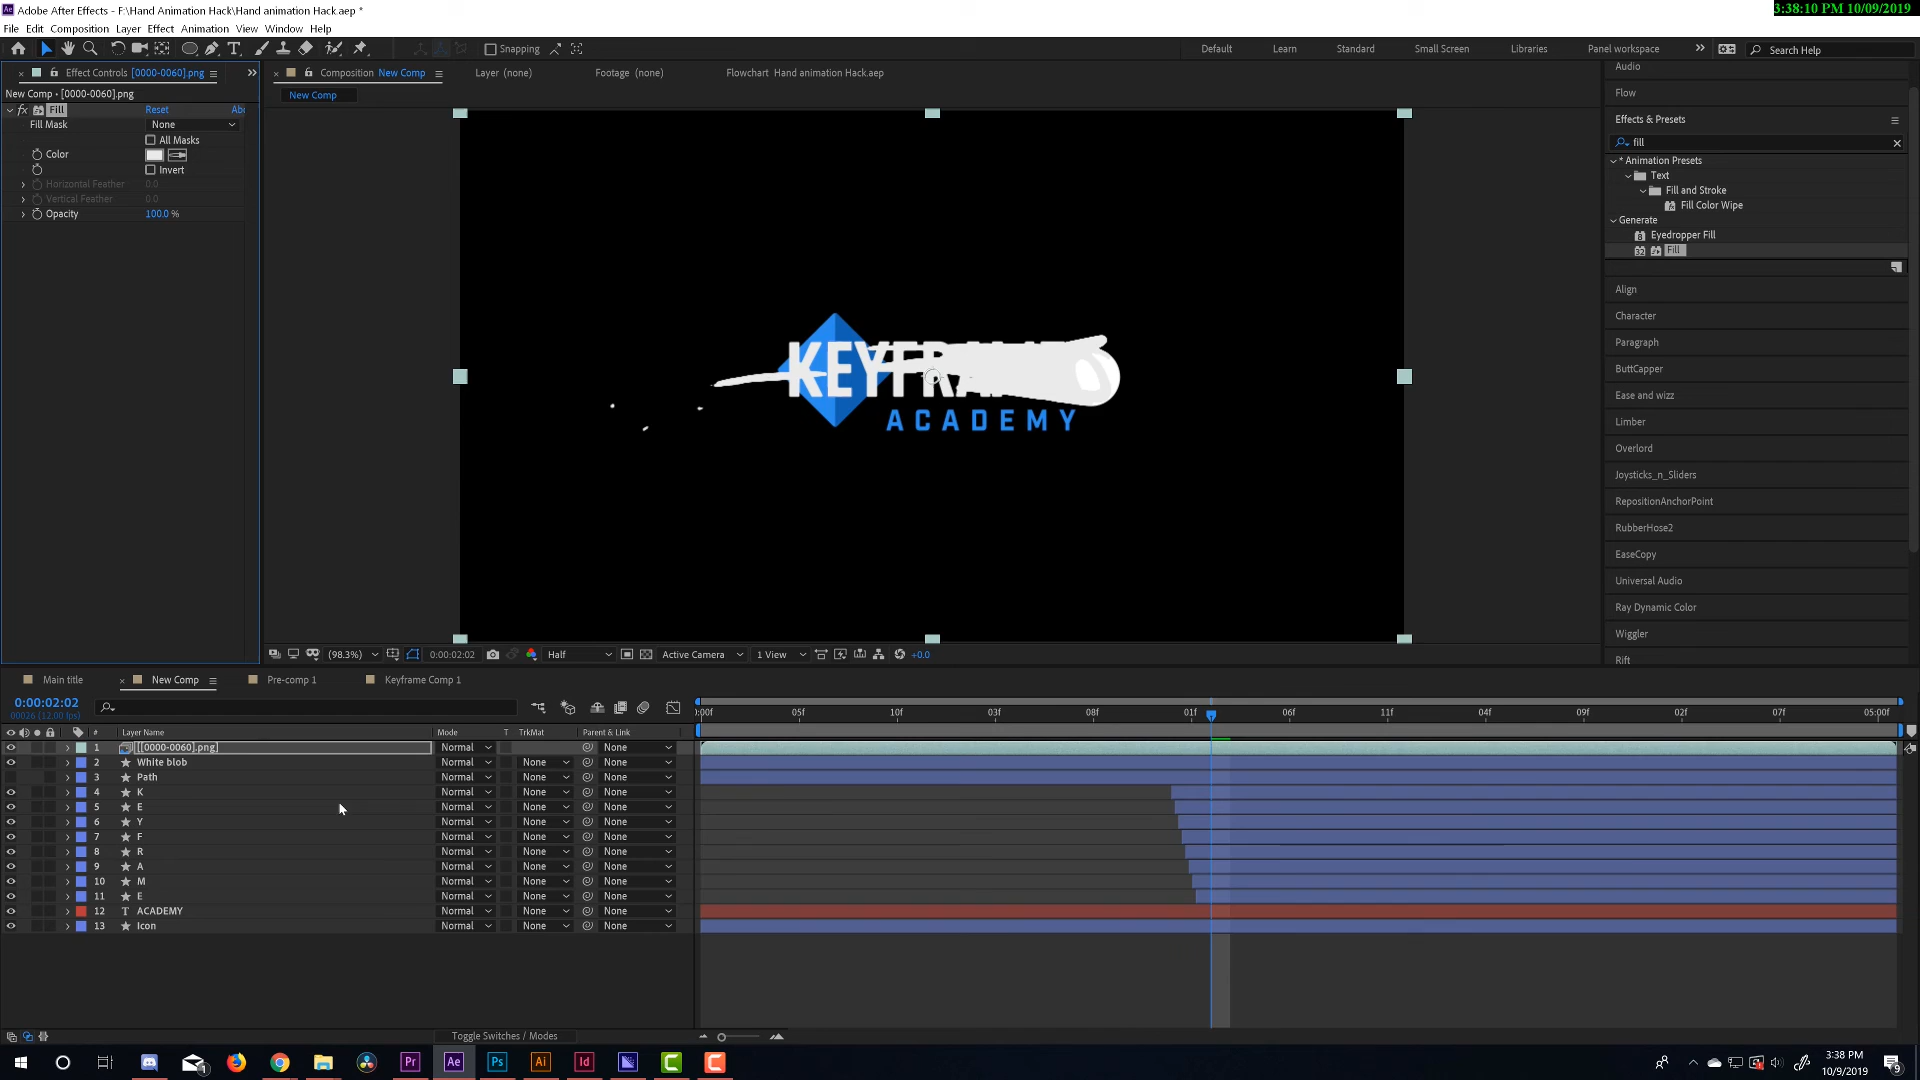 Adobe After Effects - F:\Hand Animation Hack\Hand animation Hack.aep *
3:38:10 PM 10/09/2019
File Edit Composition Layer Effect Animation View Window Help
Snapping
Default Learn Standard Small Screen Libraries Panel workspace Search Help
Effect Controls [0000-0060].png
Composition New Comp Layer (none) Footage (none) Flowchart Hand animation Hack.aep
New Comp • [0000-0060].png
New Comp
fx Fill Reset
Fill Mask None
All Masks
Color
Invert
Horizontal Feather 0.0
Vertical Feather 0.0
Opacity 100.0 %
KEYFRAME
ACADEMY
Audio
Flow
Effects & Presets
fill
* Animation Presets
Text
Fill and Stroke
Fill Color Wipe
Generate
Eyedropper Fill
Fill
Align
Character
Paragraph
ButtCapper
Ease and wizz
Limber
Overlord
Joysticks_n_Sliders
RepositionAnchorPoint
RubberHose2
EaseCopy
Universal Audio
Ray Dynamic Color
Wiggler
Rift
(98.3%) 0:00:02:02 Half Active Camera 1 View +0.0
Main title New Comp Pre-comp 1 Keyframe Comp 1
0:00:02:02
00026 (12.00 fps)
:00f 05f 10f 03f 08f 01f 06f 11f 04f 09f 02f 07f 05:00f
# Layer Name Mode T TrkMat Parent & Link
1 [[0000-0060].png] Normal None
2 White blob Normal None None
3 Path Normal None None
4 K Normal None None
5 E Normal None None
6 Y Normal None None
7 F Normal None None
8 R Normal None None
9 A Normal None None
10 M Normal None None
11 E Normal None None
12 T ACADEMY Normal None None
13 Icon Normal None None
Toggle Switches / Modes
Pr Ae Ps Ai Id
3:38 PM
10/9/2019